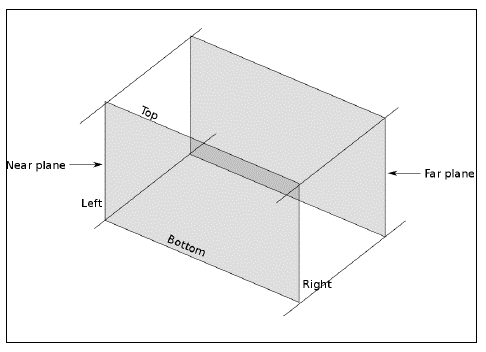 Top
Near plane
Far plane
Left
Bottom
Right